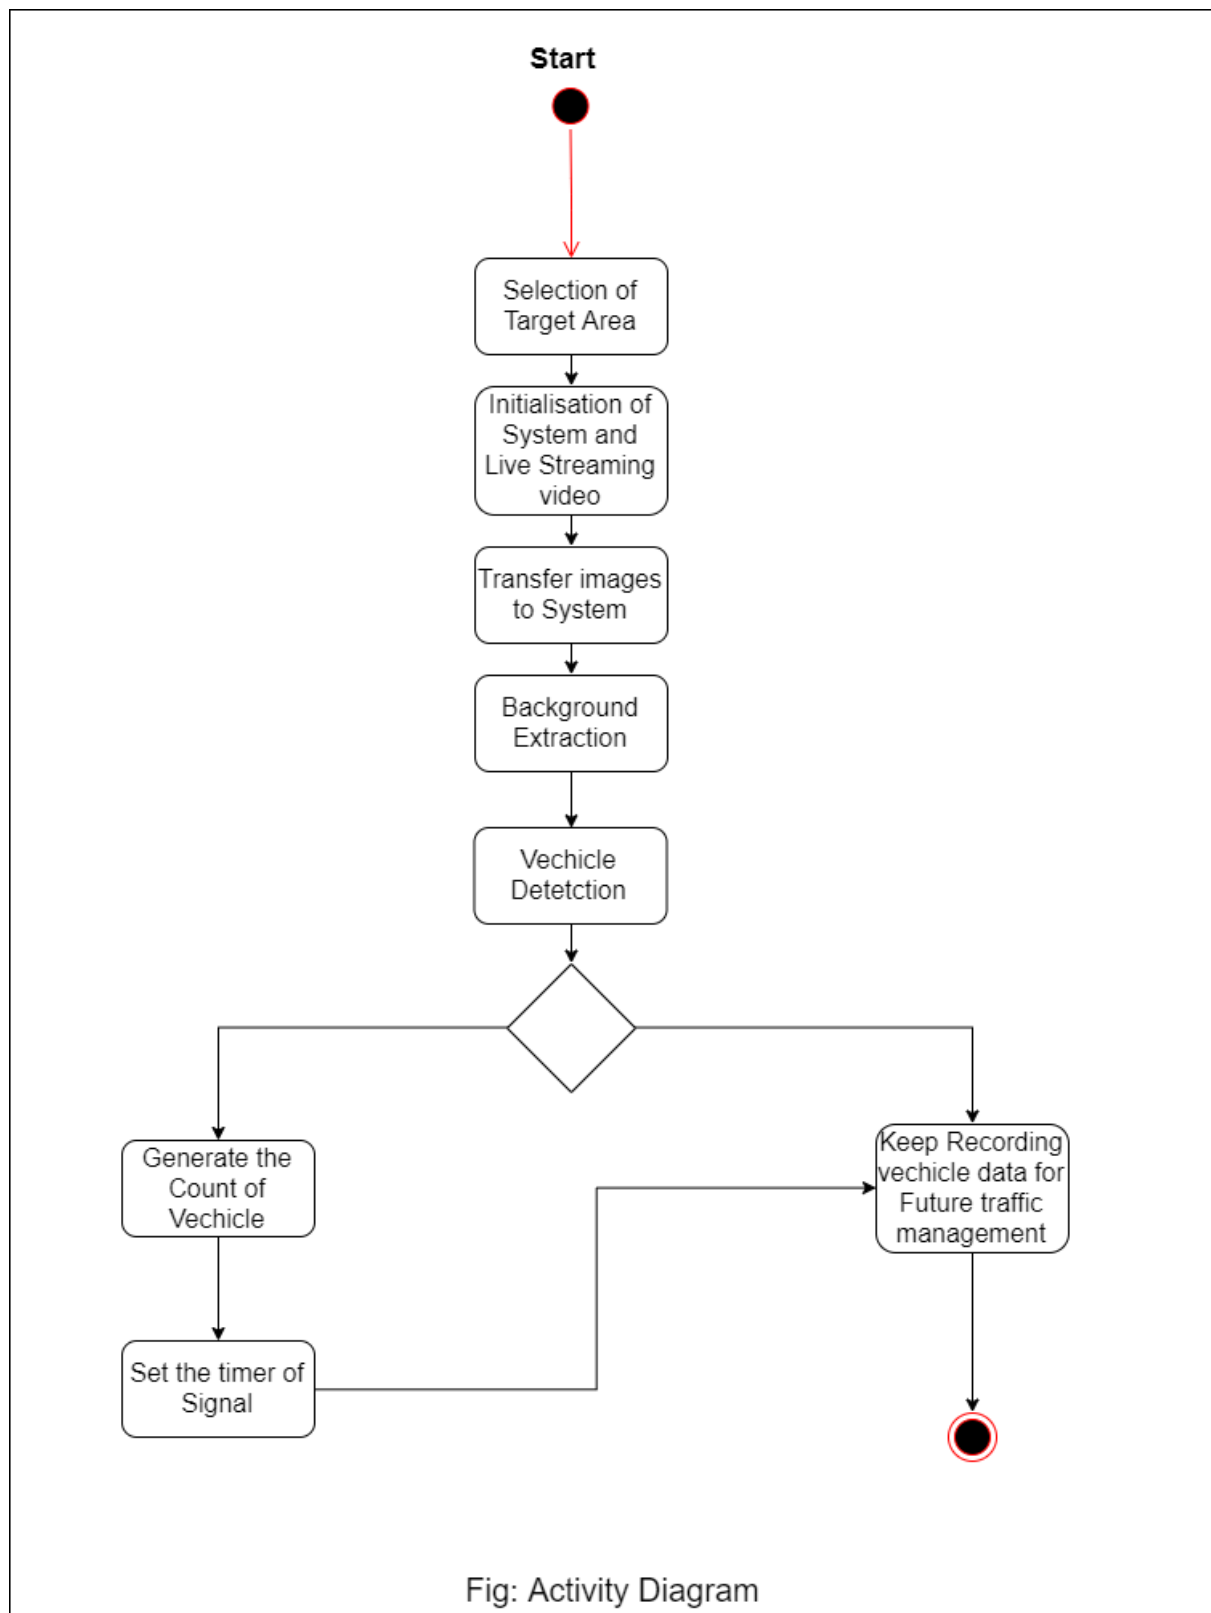 Start
Selection of
Target Area
Initialisation of
System and
Live Streaming
video
Transfer images
to System
Background
Extraction
Vechicle
Detetction
Generate the
Count of
Vechicle
Keep Recording
vechicle data for
Future traffic
management
Set the timer of
Signal
Fig: Activity Diagram